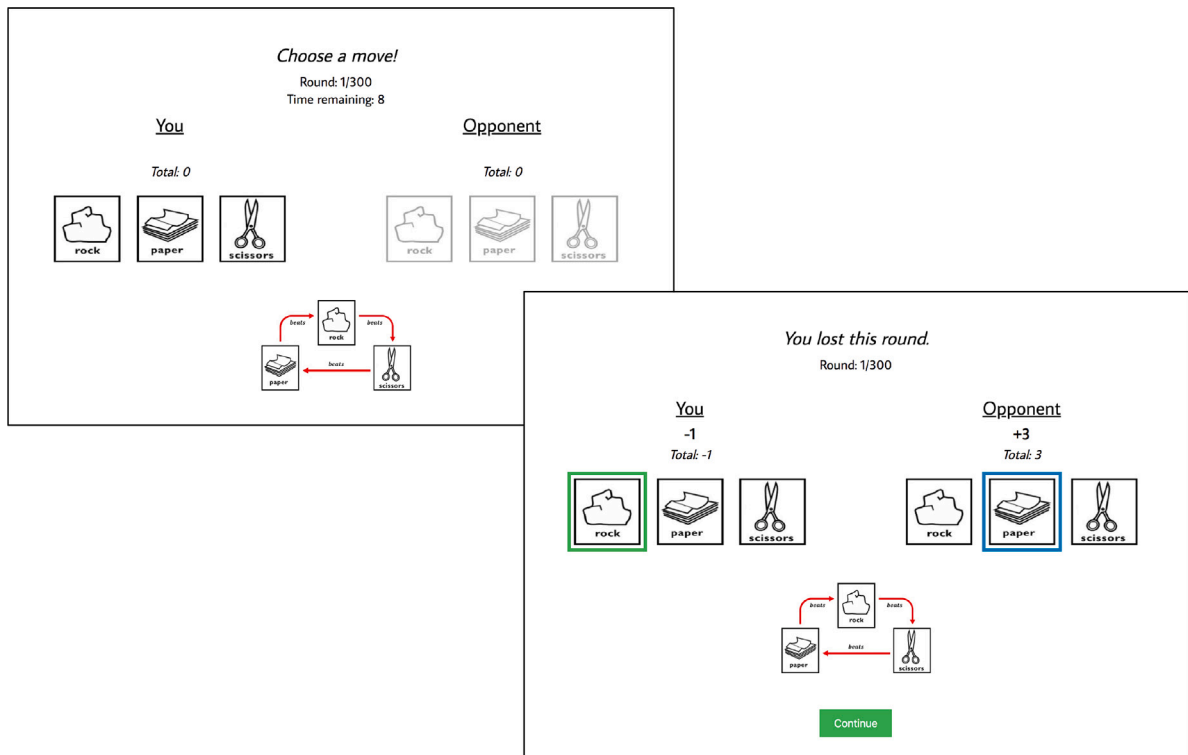 Choose a move!
Round: 1/300
Time remaining: 8
You Opponent
Total: 0 Total: 0
rock paper scissors rock paper scissors
beats rock beats
paper beats scissors
You lost this round.
Round: 1/300
You Opponent
-1 +3
Total: -1 Total: 3
rock paper scissors rock paper scissors
beats rock beats
paper beats scissors
Continue